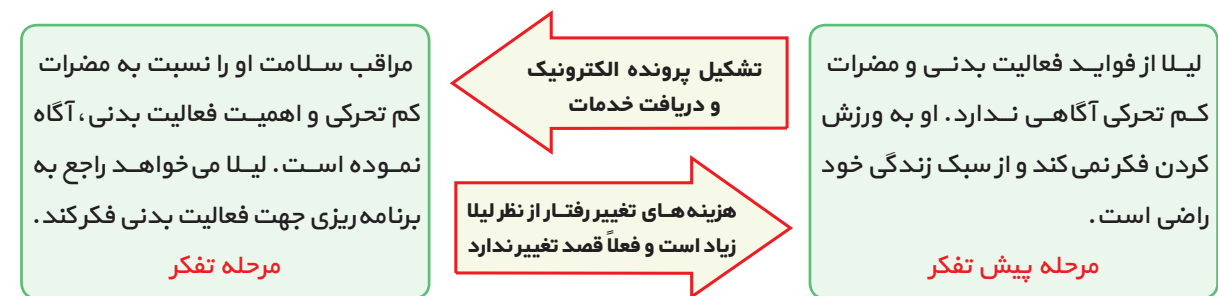 لیلا از فواید فعالیت بدنی و مضرات
کم تحرکی آگاهی ندارد. او به ورزش
کردن فکر نمی‌کند و از سبک زندگی خود
راضی است.
مرحله پیش تفکر
تشکیل پرونده الکترونیک
و دریافت خدمات
هزینه‌های تغییر رفتار از نظر لیلا
زیاد است و فعلاً قصد تغییر ندارد
مراقب سلامت او را نسبت به مضرات
کم تحرکی و اهمیت فعالیت بدنی، آگاه
نموده است. لیلا می‌خواهد راجع به
برنامه‌ریزی جهت فعالیت بدنی فکر کند.
مرحله تفکر